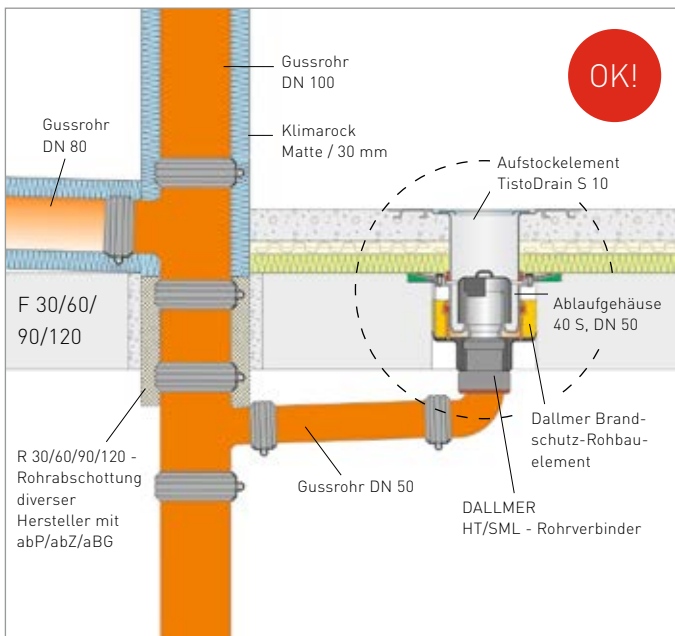 Gussrohr
DN 100
OK!
Gussrohr
DN 80
Klimarock
Matte / 30 mm
Aufstockelement
TistoDrain S 10
F 30/60/
90/120
Ablaufgehäuse
40 S, DN 50
Dallmer Brand-
schutz-Rohbau-
element
R 30/60/90/120 -
Rohrabschottung
diverser
Hersteller mit
abP/abZ/aBG
Gussrohr DN 50
DALLMER
HT/SML - Rohrverbinder